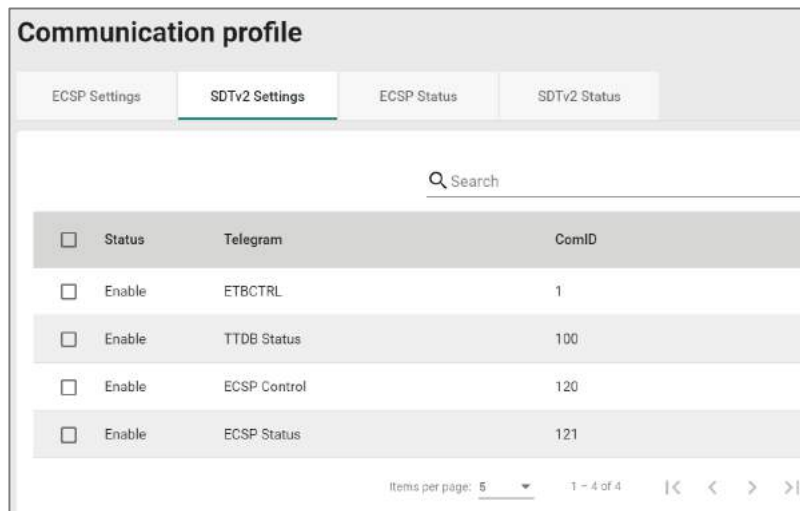 Communication profile
ECSP Settings SDTv2 Settings ECSP Status SDTv2 Status
Search
Status Telegram ComID
Enable ETBCTRL 1
Enable TTDB Status 100
Enable ECSP Control 120
Enable ECSP Status 121
Items per page: 5 1 – 4 of 4